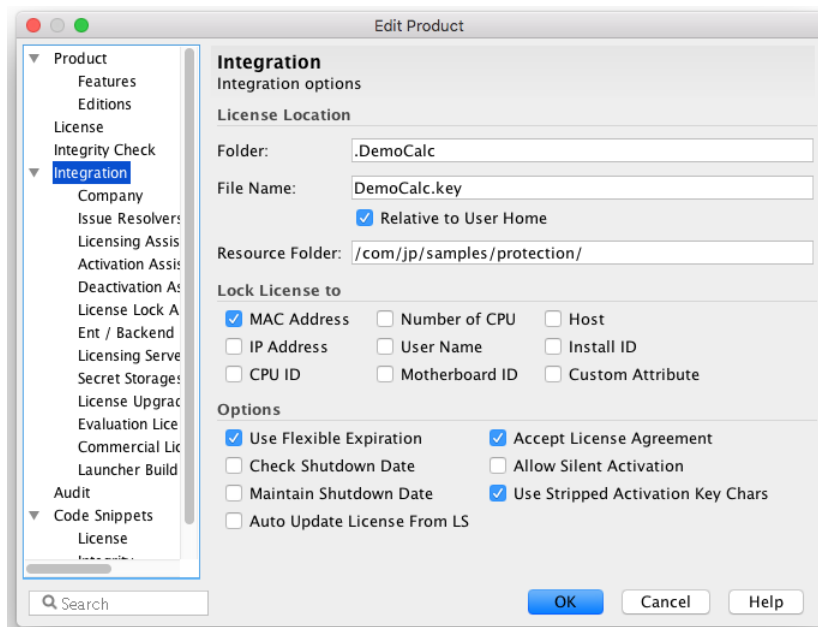 Edit Product
Product
Features
Editions
License
Integrity Check
Integration
Company
Issue Resolvers
Licensing Assis
Activation Assis
Deactivation As
License Lock A
Ent / Backend
Licensing Serve
Secret Storages
License Upgrad
Evaluation Lice
Commercial Lic
Launcher Build
Audit
Code Snippets
License
Integrity
Search
Integration
Integration options
License Location
Folder: .DemoCalc
File Name: DemoCalc.key
Relative to User Home
Resource Folder: /com/jp/samples/protection/
Lock License to
MAC Address Number of CPU Host
IP Address User Name Install ID
CPU ID Motherboard ID Custom Attribute
Options
Use Flexible Expiration Accept License Agreement
Check Shutdown Date Allow Silent Activation
Maintain Shutdown Date Use Stripped Activation Key Chars
Auto Update License From LS
OK Cancel Help